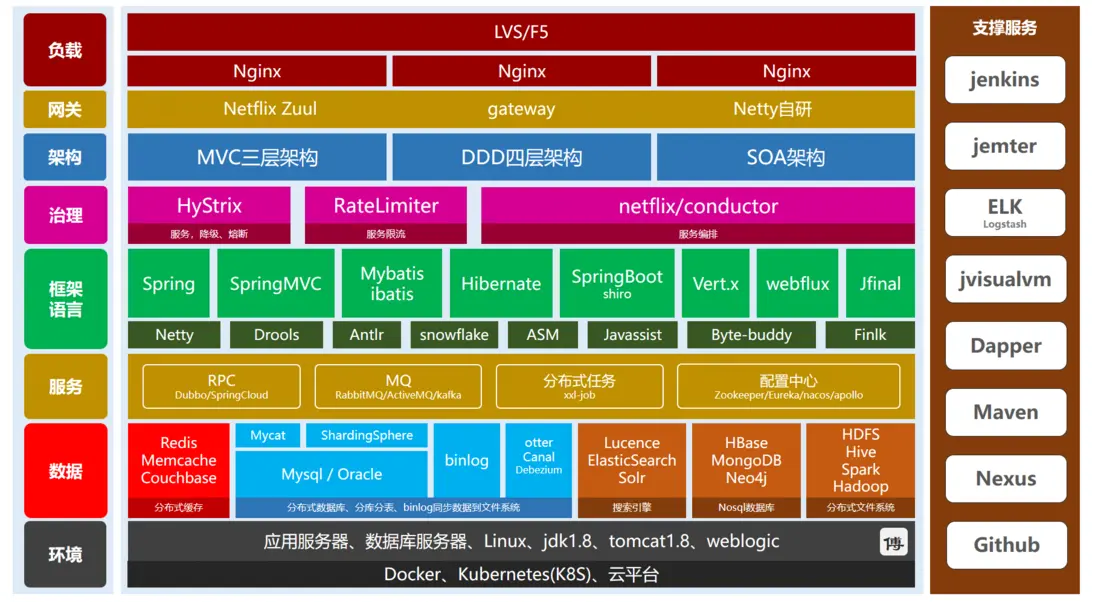 负载
LVS/F5
Nginx
Nginx
Nginx
网关
Netflix Zuul
gateway
Netty自研
架构
MVC三层架构
DDD四层架构
SOA架构
治理
HyStrix
服务，降级、熔断
RateLimiter
服务限流
netflix/conductor
服务编排
框架
语言
Spring
SpringMVC
Mybatis
ibatis
Hibernate
SpringBoot
shiro
Vert.x
webflux
Jfinal
Netty
Drools
Antlr
snowflake
ASM
Javassist
Byte-buddy
Finlk
服务
RPC
Dubbo/SpringCloud
MQ
RabbitMQ/ActiveMQ/kafka
分布式任务
xxl-job
配置中心
Zookeeper/Eureka/nacos/apollo
数据
Redis
Memcache
Couchbase
分布式缓存
Mycat
ShardingSphere
Mysql / Oracle
binlog
otter
Canal
Debezium
分布式数据库、分库分表、binlog同步数据到文件系统
Lucence
ElasticSearch
Solr
搜索引擎
HBase
MongoDB
Neo4j
Nosql数据库
HDFS
Hive
Spark
Hadoop
分布式文件系统
环境
应用服务器、数据库服务器、Linux、jdk1.8、tomcat1.8、weblogic
博
Docker、Kubernetes(K8S)、云平台
支撑服务
jenkins
jemter
ELK
Logstash
jvisualvm
Dapper
Maven
Nexus
Github